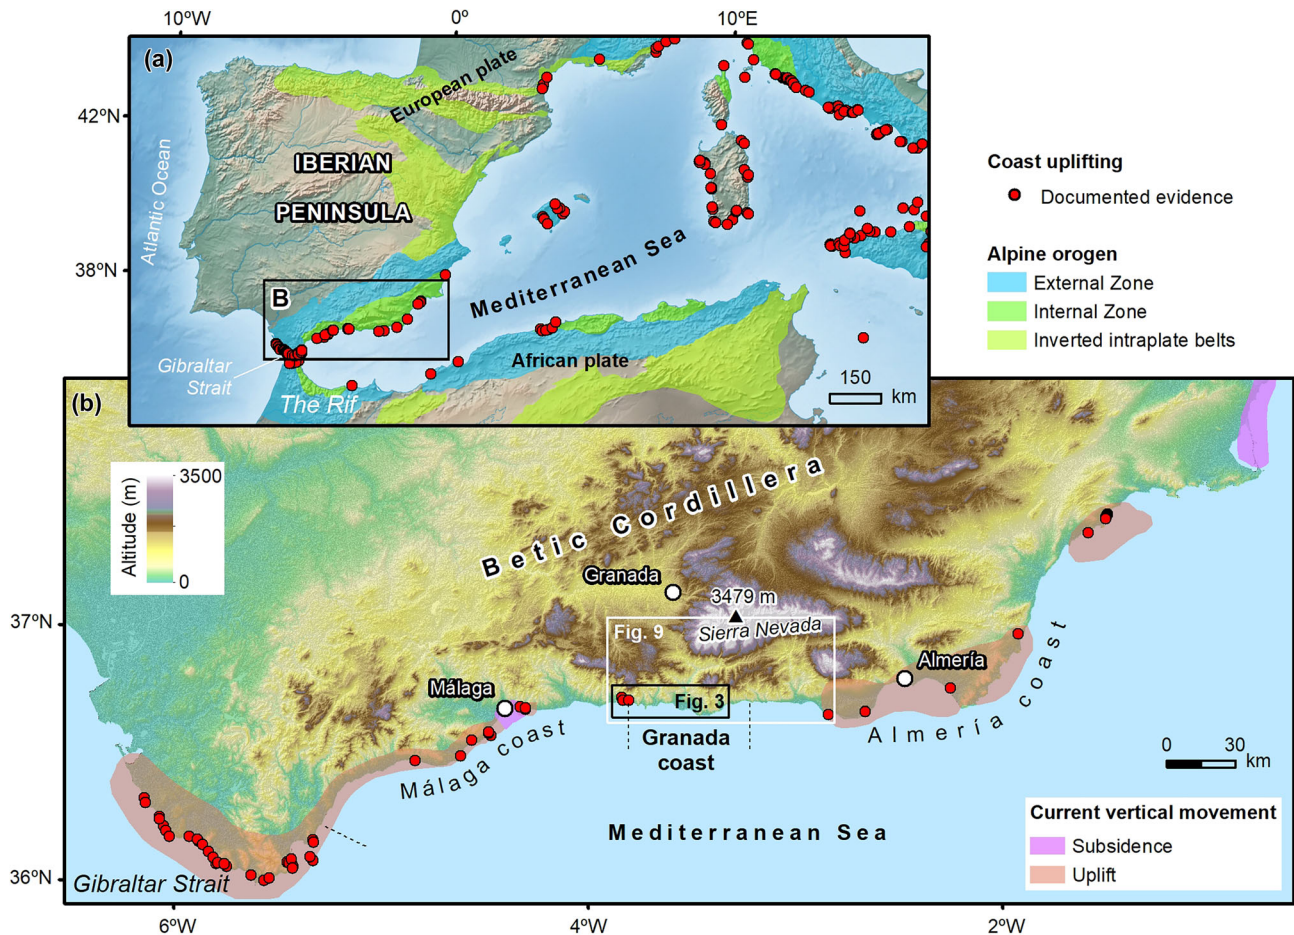 10ºW
0º
10ºE
(a)
European plate
42ºN
Atlantic Ocean
IBERIAN
PENINSULA
Coast uplifting
Documented evidence
Alpine orogen
External Zone
Internal Zone
Inverted intraplate belts
38ºN
Mediterranean Sea
B
Gibraltar
Strait
African plate
The Rif
150
km
(b)
Altitude (m)
3500
0
Betic Cordillera
Granada
3479 m
Sierra Nevada
37ºN
Fig. 9
Almería
Málaga
Fig. 3
Málaga coast
Granada
coast
Almería coast
0
30
km
Mediterranean Sea
Current vertical movement
Subsidence
Uplift
36ºN
Gibraltar Strait
6ºW
4ºW
2ºW